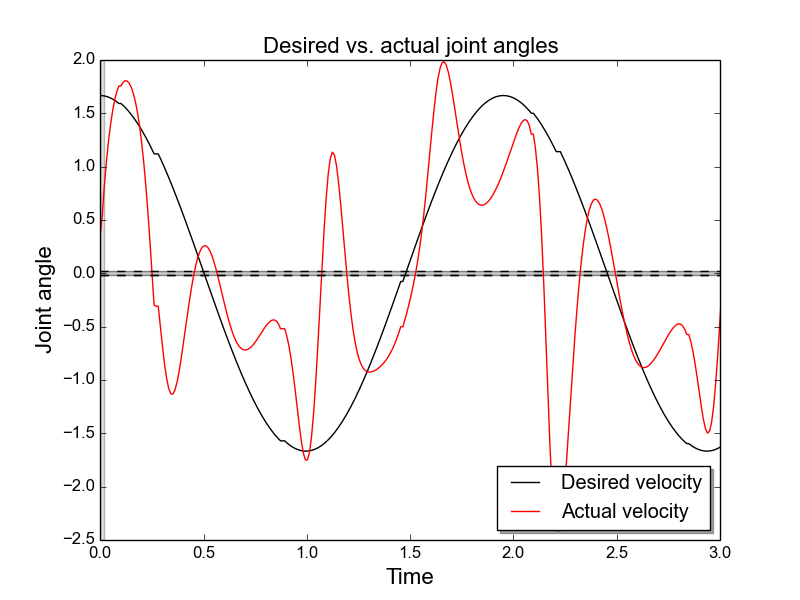 Desired vs. actual joint angles
2.0
1.5
1.0
0.5
0.0
−0.5
−1.0
−1.5
−2.0
−2.5
Joint angle
0.0 0.5 1.0 1.5 2.0 2.5 3.0
Time
Desired velocity
Actual velocity